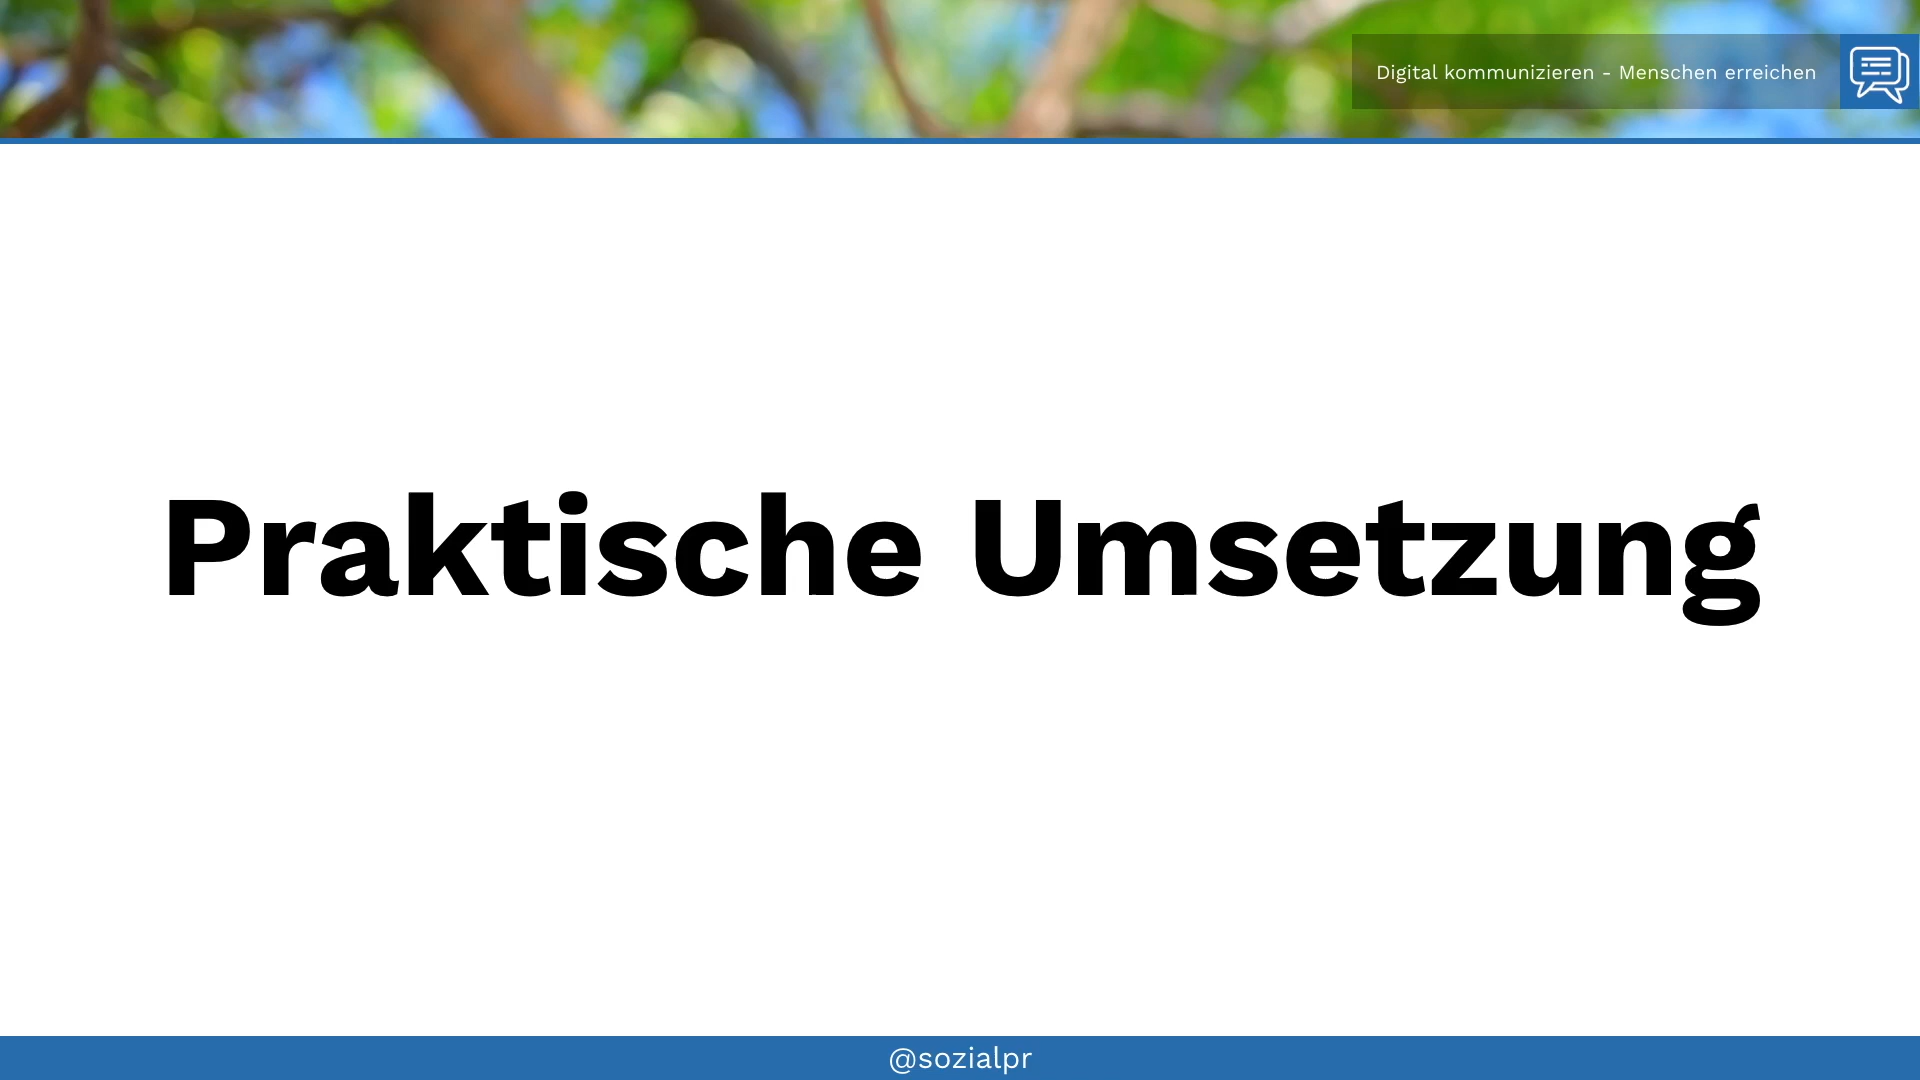 Digital kommunizieren - Menschen erreichen
Praktische Umsetzung
@sozialpr